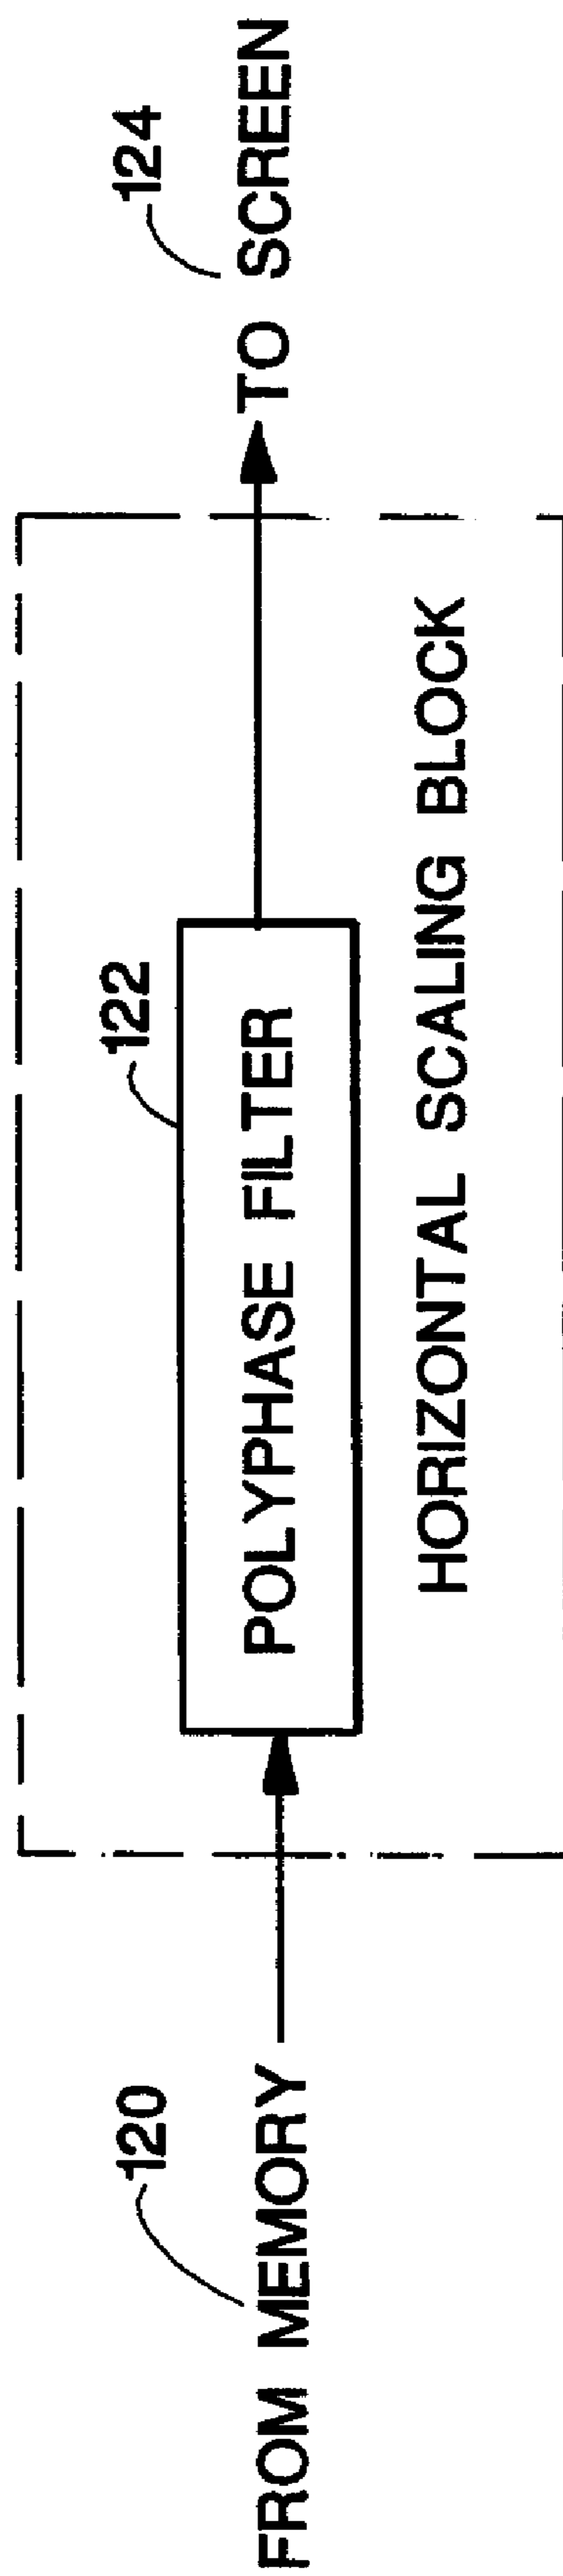 120
FROM MEMORY
122
POLYPHASE FILTER
HORIZONTAL SCALING BLOCK
124
TO SCREEN